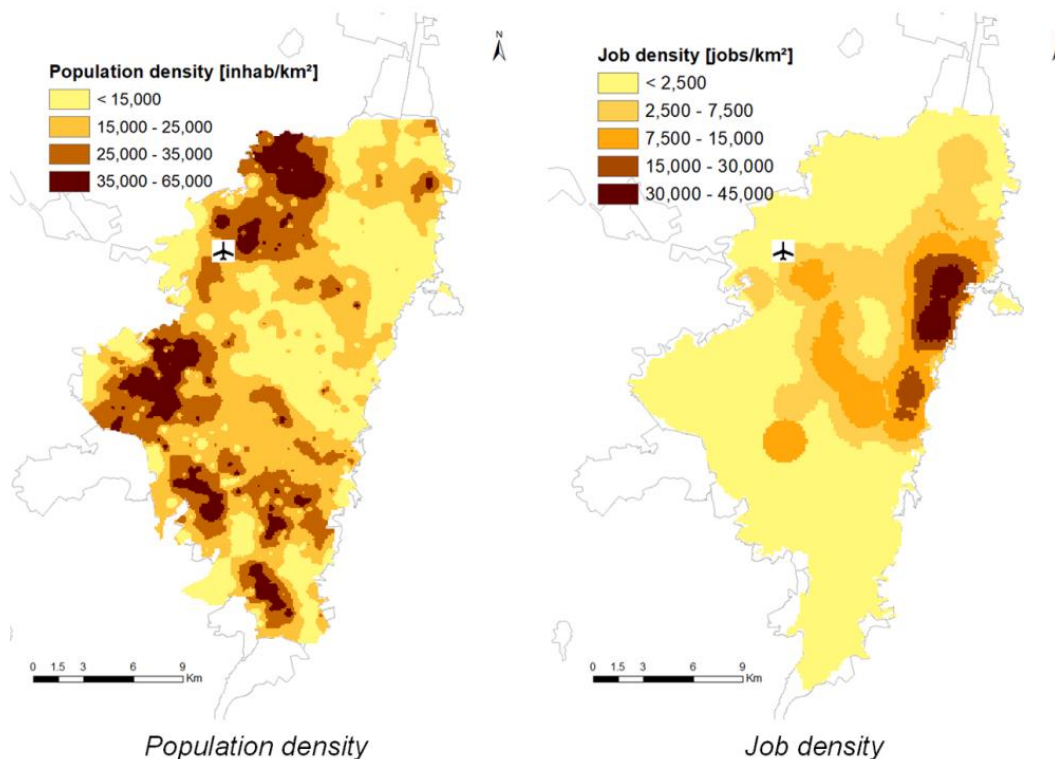 N
Population density [inhab/km²]
< 15,000
15,000 - 25,000
25,000 - 35,000
35,000 - 65,000
0 1.5 3 6 9
Km
Population density
N
Job density [jobs/km²]
< 2,500
2,500 - 7,500
7,500 - 15,000
15,000 - 30,000
30,000 - 45,000
0 1.5 3 6 9
Km
Job density